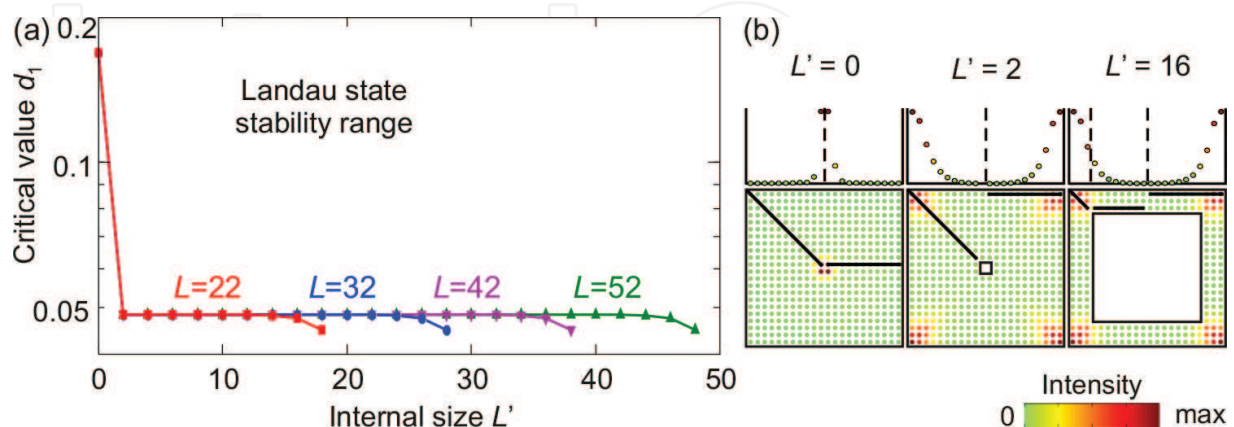 (a)
0.2
0.1
0.05
Critical value d₁
Landau state
stability range
L=22 L=32 L=42 L=52
0 10 20 30 40 50
Internal size L'
(b)
L' = 0 L' = 2 L' = 16
Intensity
0 max